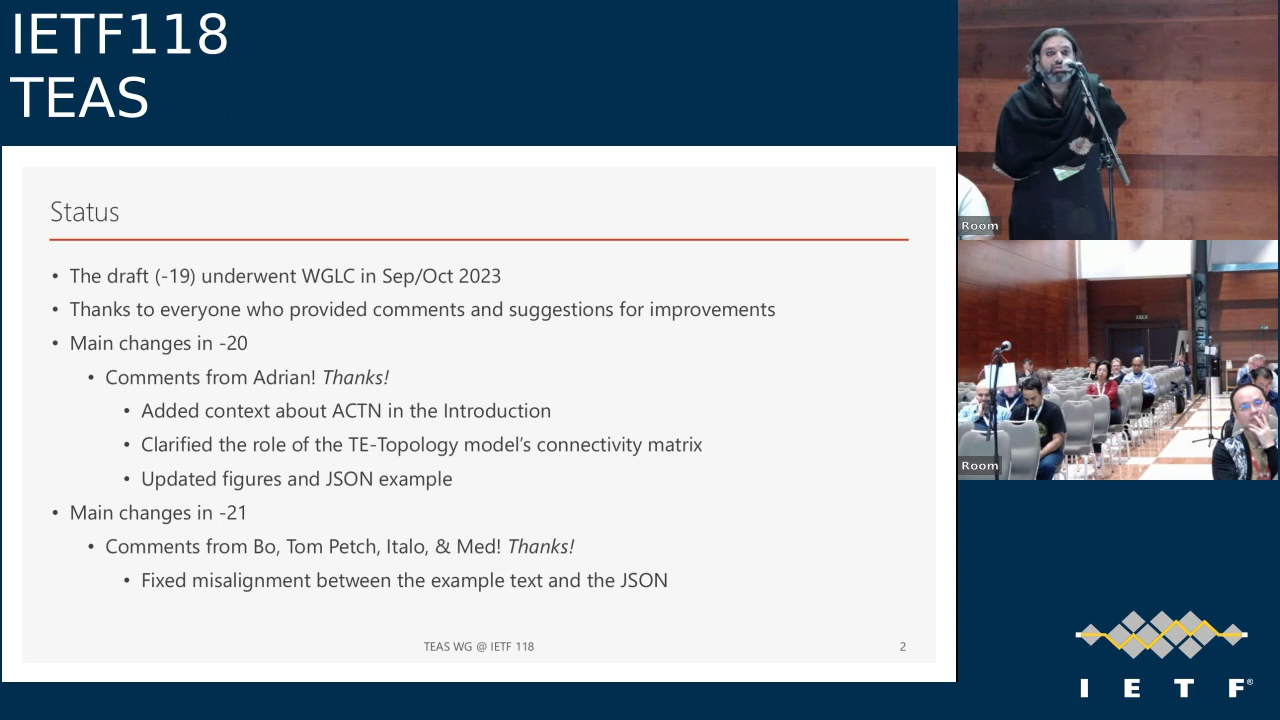 IETF118
TEAS
Status
• The draft (-19) underwent WGLC in Sep/Oct 2023
• Thanks to everyone who provided comments and suggestions for improvements
• Main changes in -20
• Comments from Adrian! Thanks!
• Added context about ACTN in the Introduction
• Clarified the role of the TE-Topology model's connectivity matrix
• Updated figures and JSON example
• Main changes in -21
• Comments from Bo, Tom Petch, Italo, & Med! Thanks!
• Fixed misalignment between the example text and the JSON
TEAS WG @ IETF 118
2
Room
Room
I E T F®